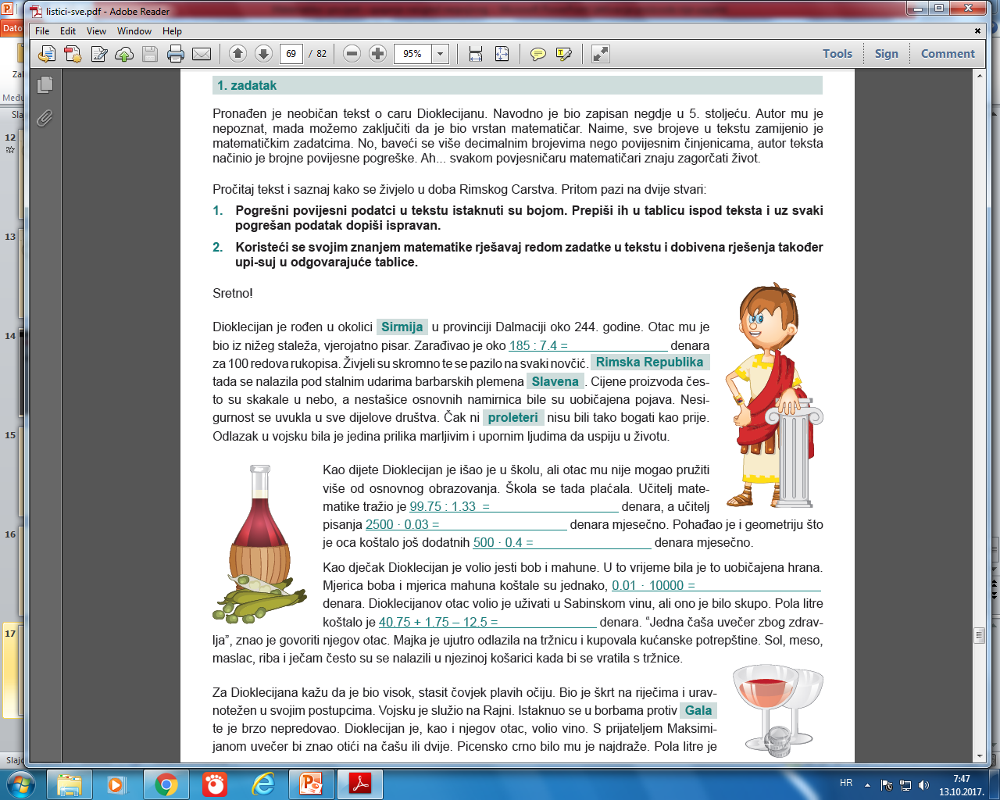 listici-sve.pdf - Adobe Reader
File Edit View Window Help
69 / 82 95% Tools Sign Comment
1. zadatak
Pronađen je neobičan tekst o caru Dioklecijanu. Navodno je bio zapisan negdje u 5. stoljeću. Autor mu je
nepoznat, mada možemo zaključiti da je bio vrstan matematičar. Naime, sve brojeve u tekstu zamijenio je
matematičkim zadatcima. No, baveći se više decimalnim brojevima nego povijesnim činjenicama, autor teksta
načinio je brojne povijesne pogreške. Ah... svakom povjesničaru matematičari znaju zagorčati život.
Pročitaj tekst i saznaj kako se živjelo u doba Rimskog Carstva. Pritom pazi na dvije stvari:
1. Pogrešni povijesni podatci u tekstu istaknuti su bojom. Prepiši ih u tablicu ispod teksta i uz svaki
pogrešan podatak dopiši ispravan.
2. Koristeći se svojim znanjem matematike rješavaj redom zadatke u tekstu i dobivena rješenja također
upi-suj u odgovarajuće tablice.
Sretno!
Dioklecijan je rođen u okolici Sirmija u provinciji Dalmaciji oko 244. godine. Otac mu je
bio iz nižeg staleža, vjerojatno pisar. Zarađivao je oko 185 : 7.4 = denara
za 100 redova rukopisa. Živjeli su skromno te se pazilo na svaki novčić. Rimska Republika
tada se nalazila pod stalnim udarima barbarskih plemena Slavena . Cijene proizvoda čes-
to su skakale u nebo, a nestašice osnovnih namirnica bile su uobičajena pojava. Nesi-
gurnost se uvukla u sve dijelove društva. Čak ni proleteri nisu bili tako bogati kao prije.
Odlazak u vojsku bila je jedina prilika marljivim i upornim ljudima da uspiju u životu.
Kao dijete Dioklecijan je išao je u školu, ali otac mu nije mogao pružiti
više od osnovnog obrazovanja. Škola se tada plaćala. Učitelj mate-
matike tražio je 99.75 : 1.33 = denara, a učitelj
pisanja 2500 · 0.03 = denara mjesečno. Pohađao je i geometriju što
je oca koštalo još dodatnih 500 · 0.4 = denara mjesečno.
Kao dječak Dioklecijan je volio jesti bob i mahune. U to vrijeme bila je to uobičajena hrana.
Mjerica boba i mjerica mahuna koštale su jednako, 0.01 · 10000 =
denara. Dioklecijanov otac volio je uživati u Sabinskom vinu, ali ono je bilo skupo. Pola litre
koštalo je 40.75 + 1.75 – 12.5 = denara. “Jedna čaša uvečer zbog zdrav-
lja”, znao je govoriti njegov otac. Majka je ujutro odlazila na tržnicu i kupovala kućanske potrepštine. Sol, meso,
maslac, riba i ječam često su se nalazili u njezinoj košarici kada bi se vratila s tržnice.
Za Dioklecijana kažu da je bio visok, stasit čovjek plavih očiju. Bio je škrt na riječima i urav-
notežen u svojim postupcima. Vojsku je služio na Rajni. Istaknuo se u borbama protiv Gala
te je brzo nepredovao. Dioklecijan je, kao i njegov otac, volio vino. S prijateljem Maksimi-
janom uvečer bi znao otići na čašu ili dvije. Picensko crno bilo mu je najdraže. Pola litre je
Dato
Zal
Među
Sla
12
13
14
15
16
17
Slajd
HR
7:47
13.10.2017.